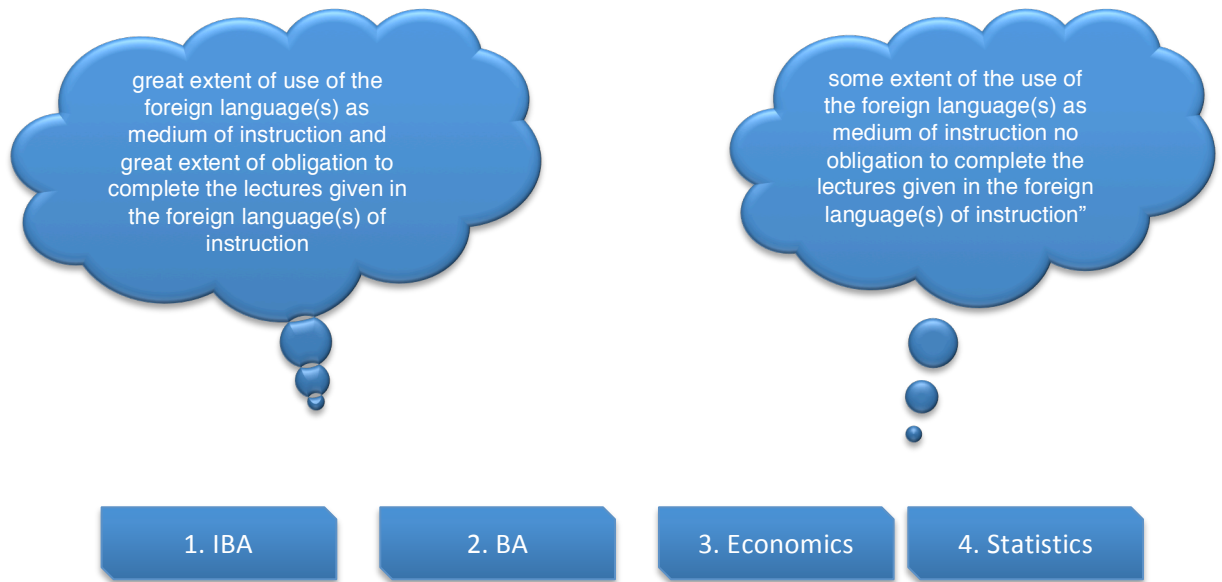 great extent of use of the
foreign language(s) as
medium of instruction and
great extent of obligation to
complete the lectures given in
the foreign language(s) of
instruction
some extent of the use of
the foreign language(s) as
medium of instruction no
obligation to complete the
lectures given in the foreign
language(s) of instruction”
1. IBA
2. BA
3. Economics
4. Statistics